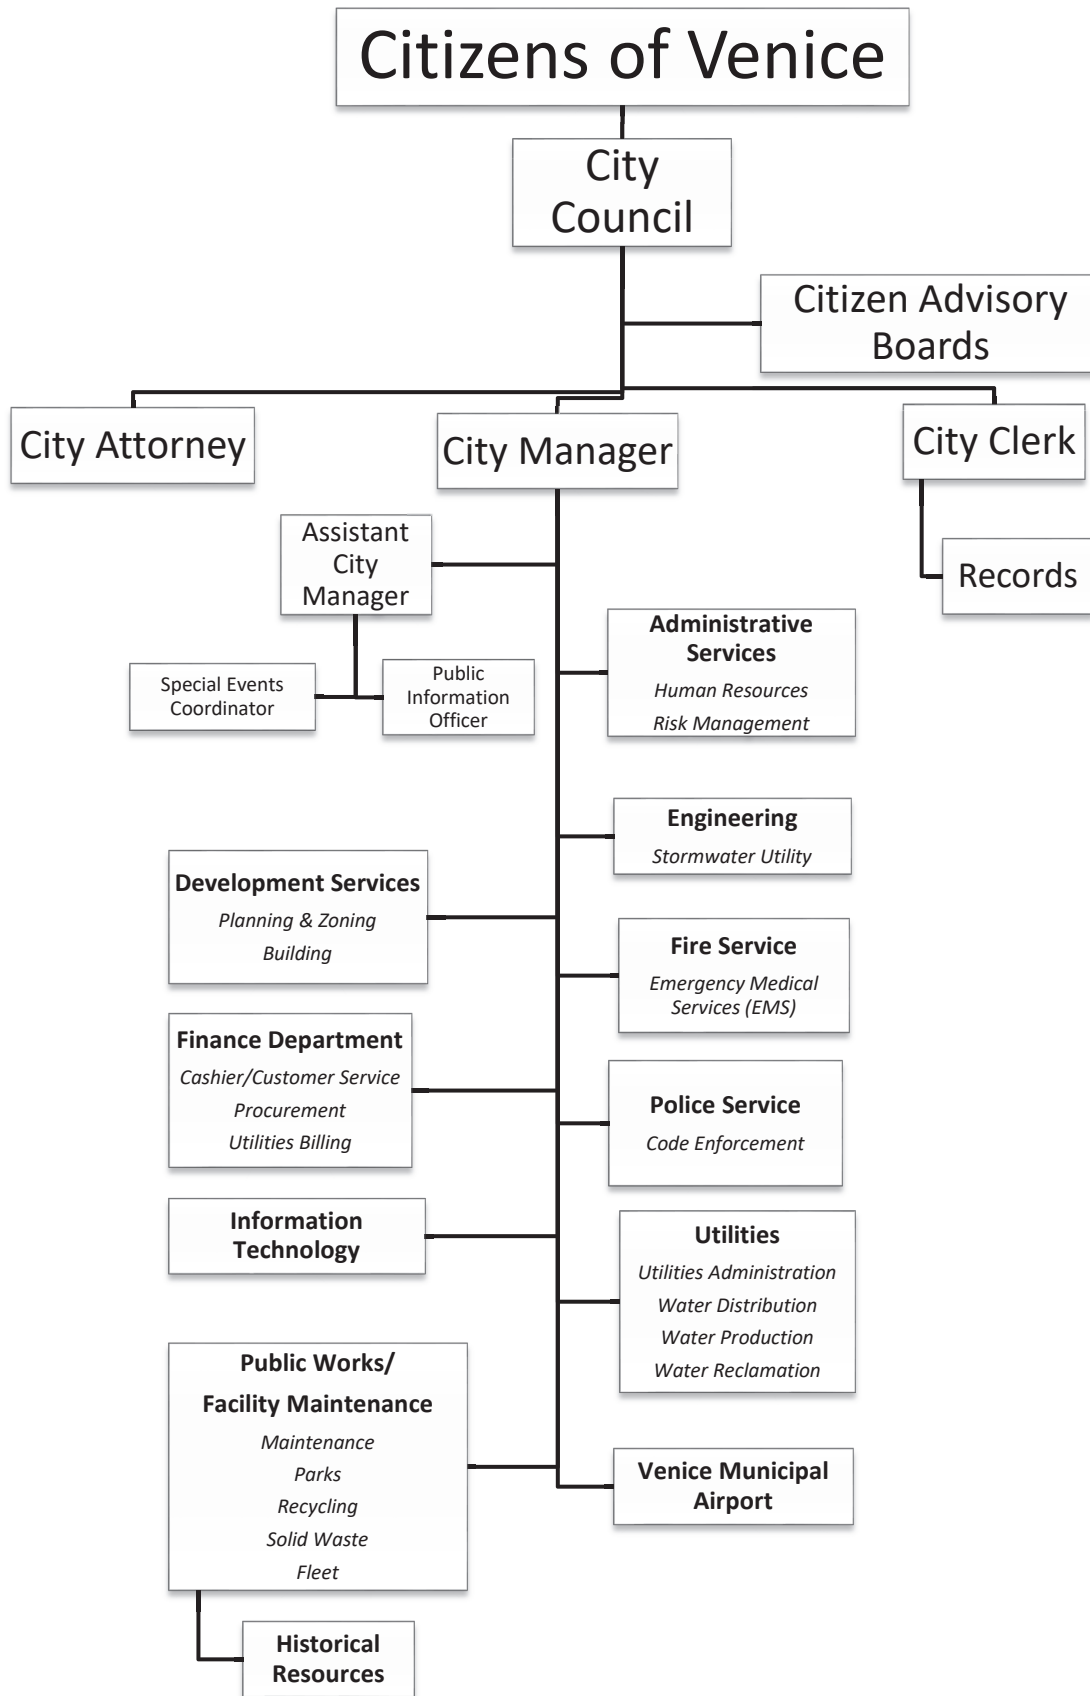 Citizens of Venice
City
Council
Citizen Advisory
Boards
City Attorney
City Manager
City Clerk
Records
Assistant
City
Manager
Special Events
Coordinator
Public
Information
Officer
Administrative
Services
Human Resources
Risk Management
Engineering
Stormwater Utility
Development Services
Planning & Zoning
Building
Fire Service
Emergency Medical
Services (EMS)
Finance Department
Cashier/Customer Service
Procurement
Utilities Billing
Police Service
Code Enforcement
Information
Technology
Utilities
Utilities Administration
Water Distribution
Water Production
Water Reclamation
Public Works/
Facility Maintenance
Maintenance
Parks
Recycling
Solid Waste
Fleet
Venice Municipal
Airport
Historical
Resources